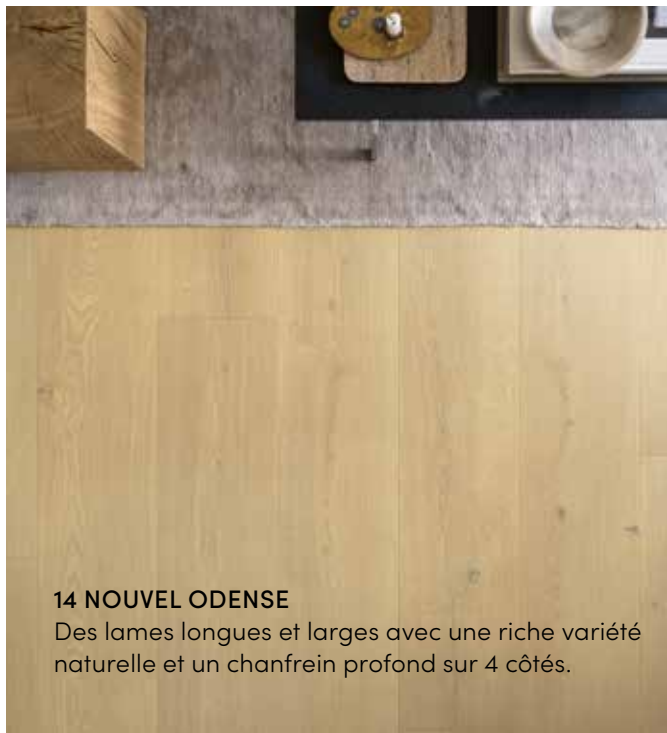 14 NOUVEL ODENSE
Des lames longues et larges avec une riche variété
naturelle et un chanfrein profond sur 4 côtés.